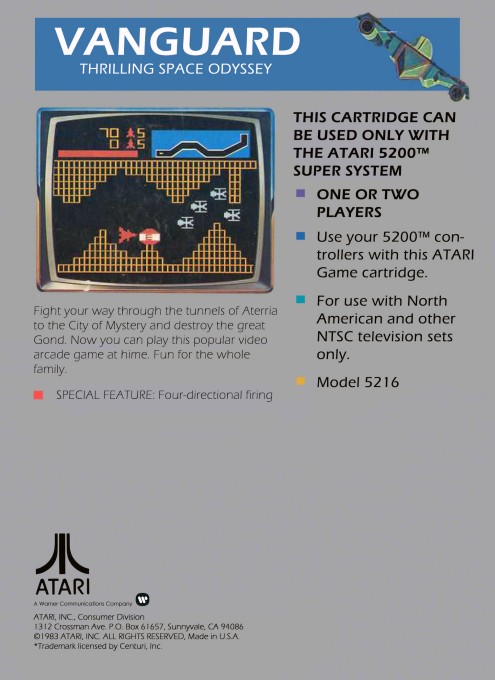 VANGUARD
THRILLING SPACE ODYSSEY
70 5
0 5
THIS CARTRIDGE CAN
BE USED ONLY WITH
THE ATARI 5200™
SUPER SYSTEM
ONE OR TWO
PLAYERS
Use your 5200™ con-
trollers with this ATARI
Game cartridge.
For use with North
American and other
NTSC television sets
only.
Model 5216
Fight your way through the tunnels of Aterria
to the City of Mystery and destroy the great
Gond. Now you can play this popular video
arcade game at hime. Fun for the whole
family.
SPECIAL FEATURE: Four-directional firing
ATARI
A Warner Communications Company
ATARI, INC., Consumer Division
1312 Crossman Ave. P.O. Box 61657, Sunnyvale, CA 94086
©1983 ATARI, INC. ALL RIGHTS RESERVED, Made in U.S.A.
*Trademark licensed by Centuri, Inc.